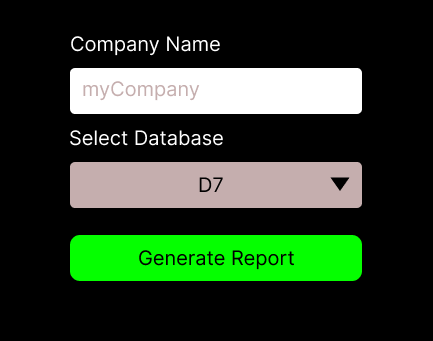 Company Name
myCompany
Select Database
D7
Generate Report